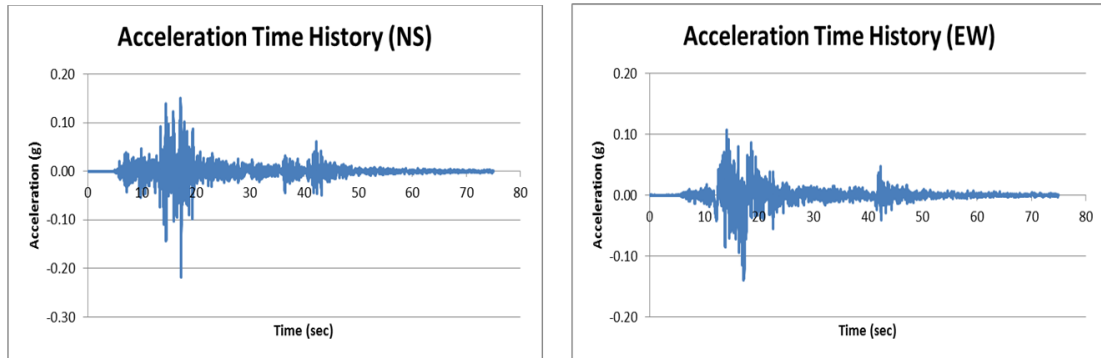 Acceleration Time History (NS)
0.20
0.10
0.00
-0.10
-0.20
-0.30
0 10 20 30 40 50 60 70 80
Acceleration (g)
Time (sec)
Acceleration Time History (EW)
0.20
0.10
0.00
-0.10
-0.20
0 10 20 30 40 50 60 70 80
Acceleration (g)
Time (sec)